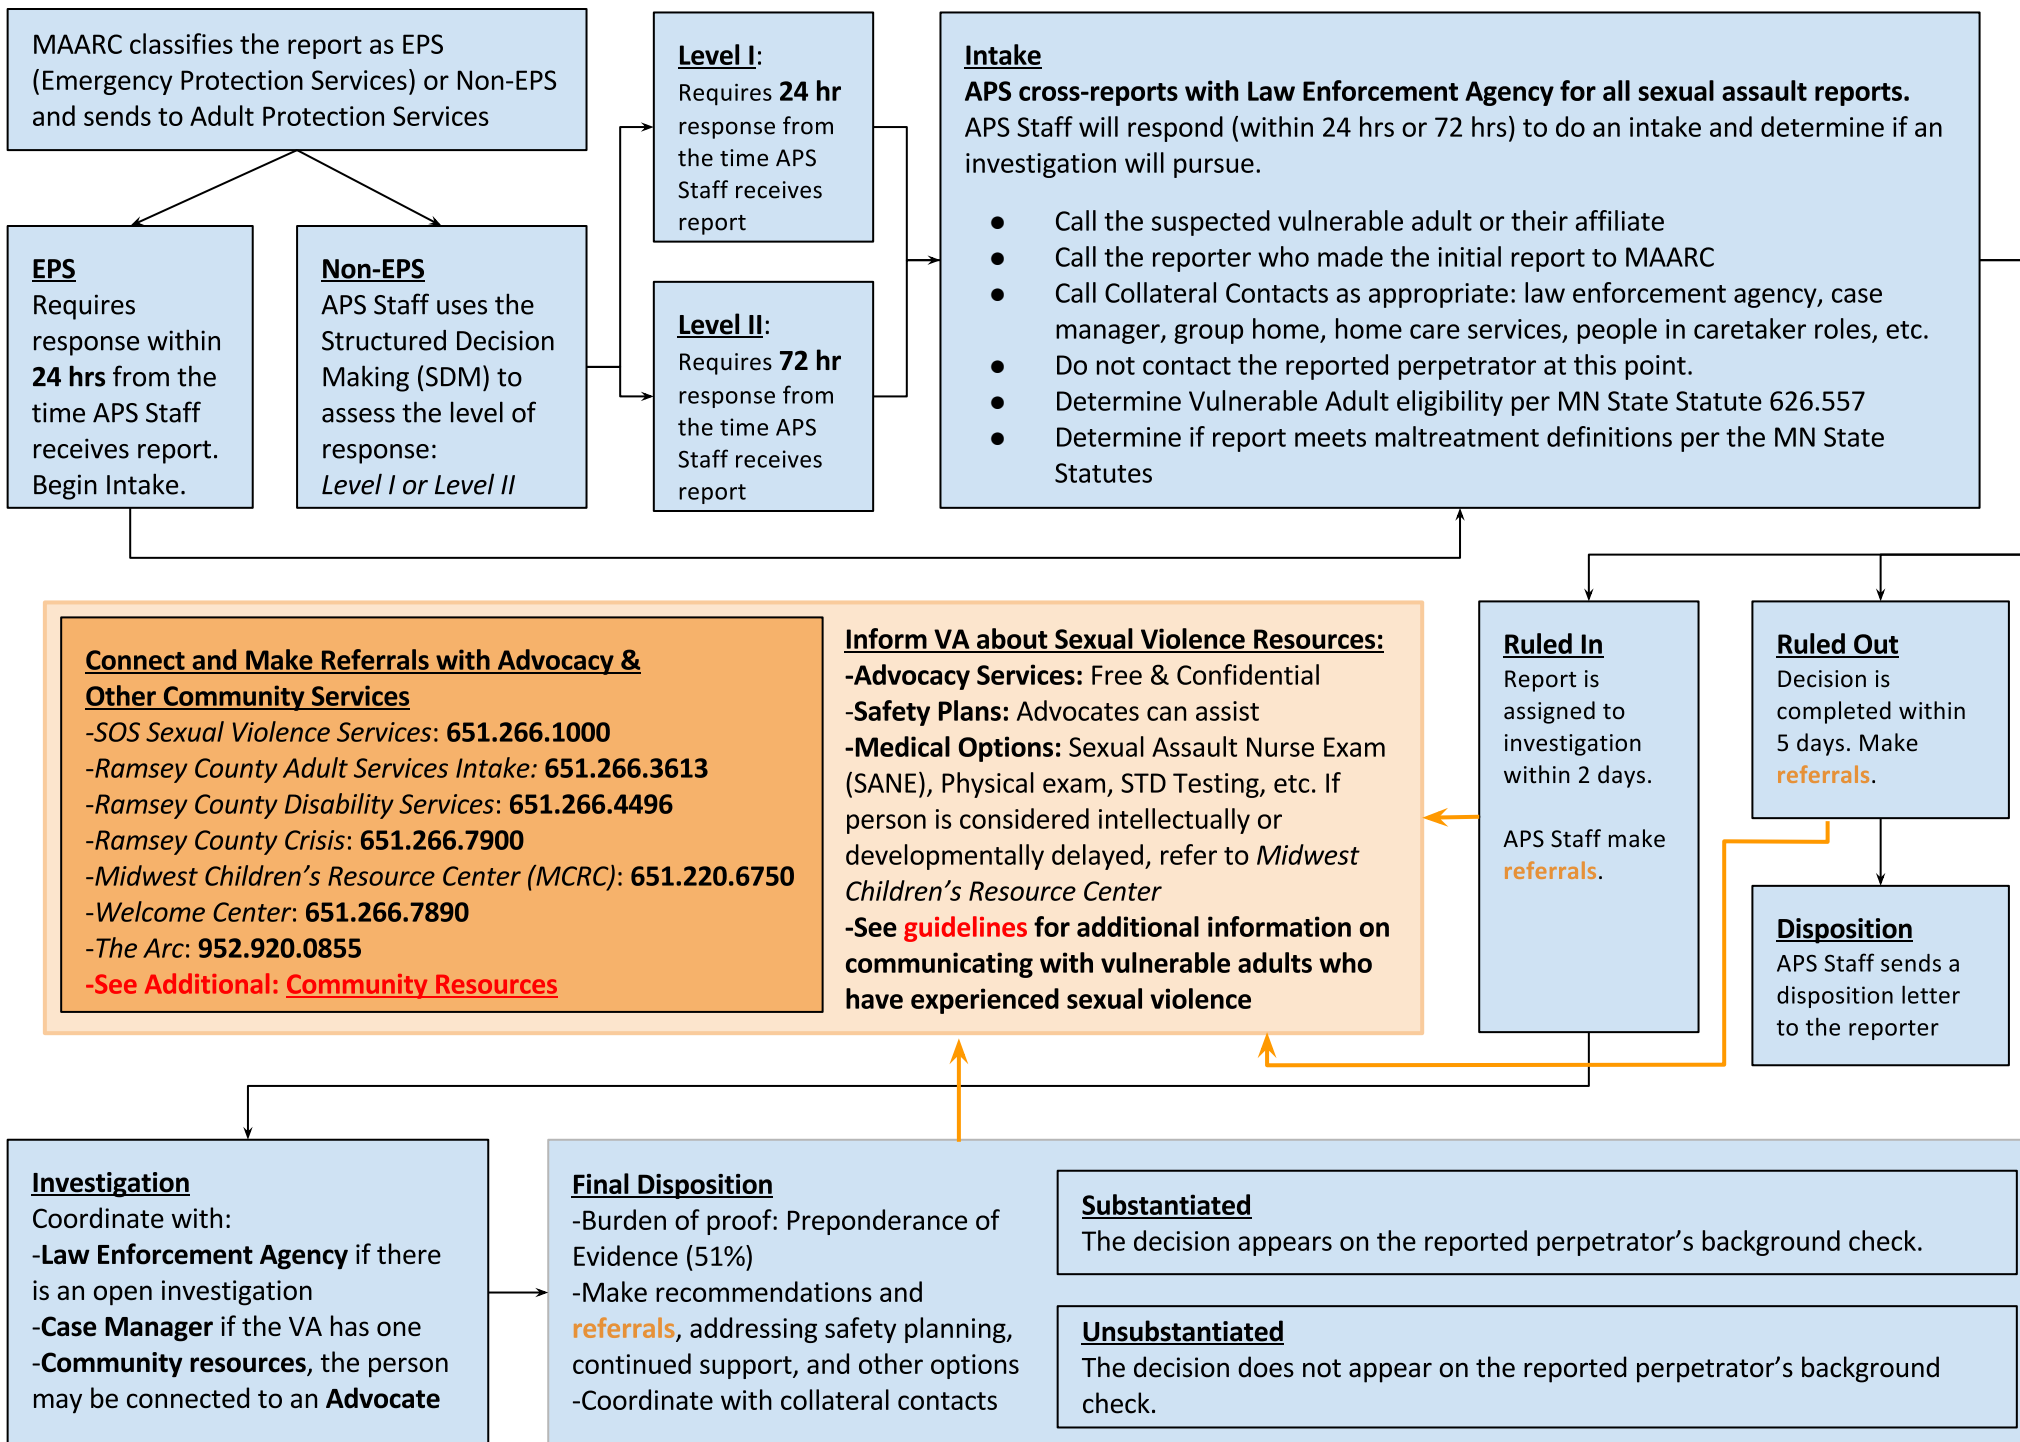 MAARC classifies the report as EPS
(Emergency Protection Services) or Non-EPS
and sends to Adult Protection Services
EPS
Requires
response within
24 hrs from the
time APS Staff
receives report.
Begin Intake.
Non-EPS
APS Staff uses the
Structured Decision
Making (SDM) to
assess the level of
response:
Level I or Level II
Level I:
Requires 24 hr
response from
the time APS
Staff receives
report
Level II:
Requires 72 hr
response from
the time APS
Staff receives
report
Intake
APS cross-reports with Law Enforcement Agency for all sexual assault reports.
APS Staff will respond (within 24 hrs or 72 hrs) to do an intake and determine if an
investigation will pursue.
● Call the suspected vulnerable adult or their affiliate
● Call the reporter who made the initial report to MAARC
● Call Collateral Contacts as appropriate: law enforcement agency, case
manager, group home, home care services, people in caretaker roles, etc.
● Do not contact the reported perpetrator at this point.
● Determine Vulnerable Adult eligibility per MN State Statute 626.557
● Determine if report meets maltreatment definitions per the MN State
Statutes
Connect and Make Referrals with Advocacy &
Other Community Services
-SOS Sexual Violence Services: 651.266.1000
-Ramsey County Adult Services Intake: 651.266.3613
-Ramsey County Disability Services: 651.266.4496
-Ramsey County Crisis: 651.266.7900
-Midwest Children's Resource Center (MCRC): 651.220.6750
-Welcome Center: 651.266.7890
-The Arc: 952.920.0855
-See Additional: Community Resources
Inform VA about Sexual Violence Resources:
-Advocacy Services: Free & Confidential
-Safety Plans: Advocates can assist
-Medical Options: Sexual Assault Nurse Exam
(SANE), Physical exam, STD Testing, etc. If
person is considered intellectually or
developmentally delayed, refer to Midwest
Children's Resource Center
-See guidelines for additional information on
communicating with vulnerable adults who
have experienced sexual violence
Ruled In
Report is
assigned to
investigation
within 2 days.
APS Staff make
referrals.
Ruled Out
Decision is
completed within
5 days. Make
referrals.
Disposition
APS Staff sends a
disposition letter
to the reporter
Investigation
Coordinate with:
-Law Enforcement Agency if there
is an open investigation
-Case Manager if the VA has one
-Community resources, the person
may be connected to an Advocate
Final Disposition
-Burden of proof: Preponderance of
Evidence (51%)
-Make recommendations and
referrals, addressing safety planning,
continued support, and other options
-Coordinate with collateral contacts
Substantiated
The decision appears on the reported perpetrator's background check.
Unsubstantiated
The decision does not appear on the reported perpetrator's background
check.